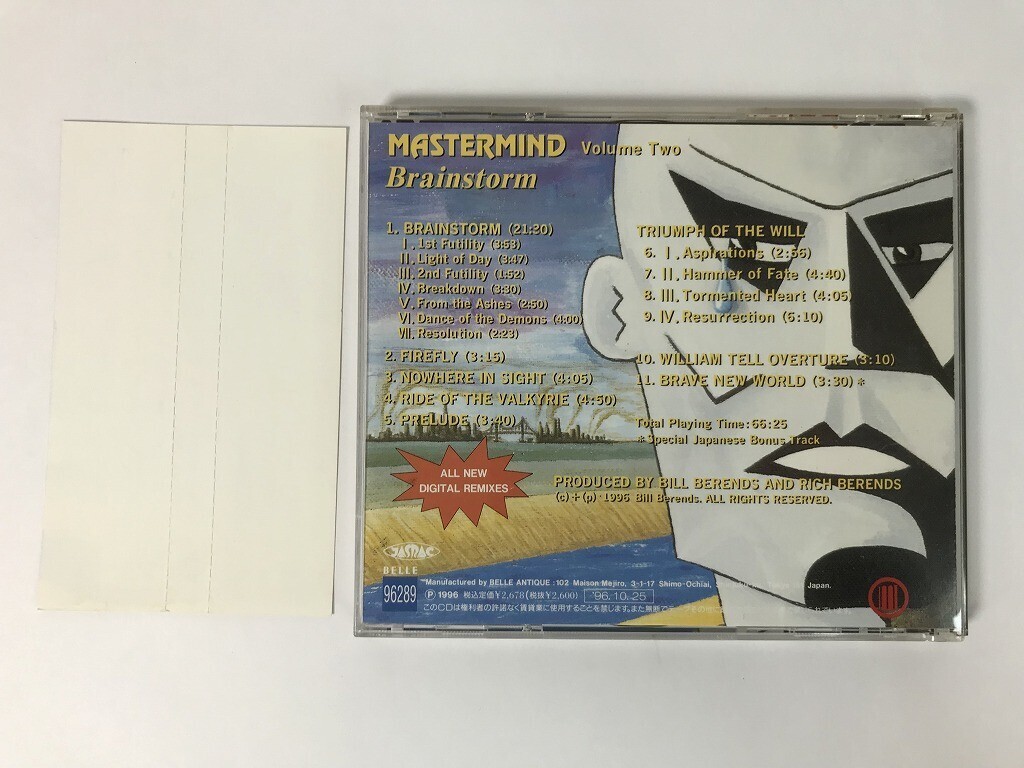 MASTERMIND Volume Two
Brainstorm
1. BRAINSTORM (21:20)
I. 1st Futility (3:53)
II. Light of Day (3:47)
III. 2nd Futility (1:52)
IV. Breakdown (3:30)
V. From the Ashes (2:50)
VI. Dance of the Demons (4:00)
VII. Resolution (2:23)
2. FIREFLY (3:15)
3. NOWHERE IN SIGHT (4:05)
4. RIDE OF THE VALKYRIE (4:50)
5. PRELUDE (3:40)
TRIUMPH OF THE WILL
6. I. Aspirations (2:56)
7. II. Hammer of Fate (4:40)
8. III. Tormented Heart (4:05)
9. IV. Resurrection (6:10)
10. WILLIAM TELL OVERTURE (3:10)
11. BRAVE NEW WORLD (3:30)*
Total Playing Time:66:25
*Special Japanese Bonus Track
ALL NEW
DIGITAL REMIXES
PRODUCED BY BILL BERENDS AND RICH BERENDS
(c)+(p)·1996 Bill Berends. ALL RIGHTS RESERVED.
JASRAC
BELLE
96289
Manufactured by BELLE ANTIQUE:102 Maison Mejiro, 3-1-17 Shimo-Ochiai, Japan.
Ⓟ1996 税込定価¥2,678(税抜¥2,600) '96.10.25
このCDは権利者の許諾なく賃貸業に使用することを禁じます。また無断で